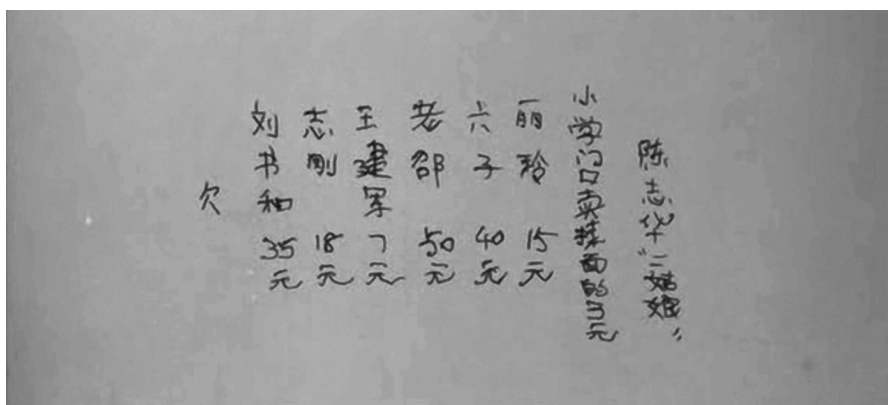 欠
刘书和 35元
志刚 18元
王建军 7元
老邵 50元
六子 40元
丽玲 15元
小学门口卖面的3元
陈志华“二姑娘”